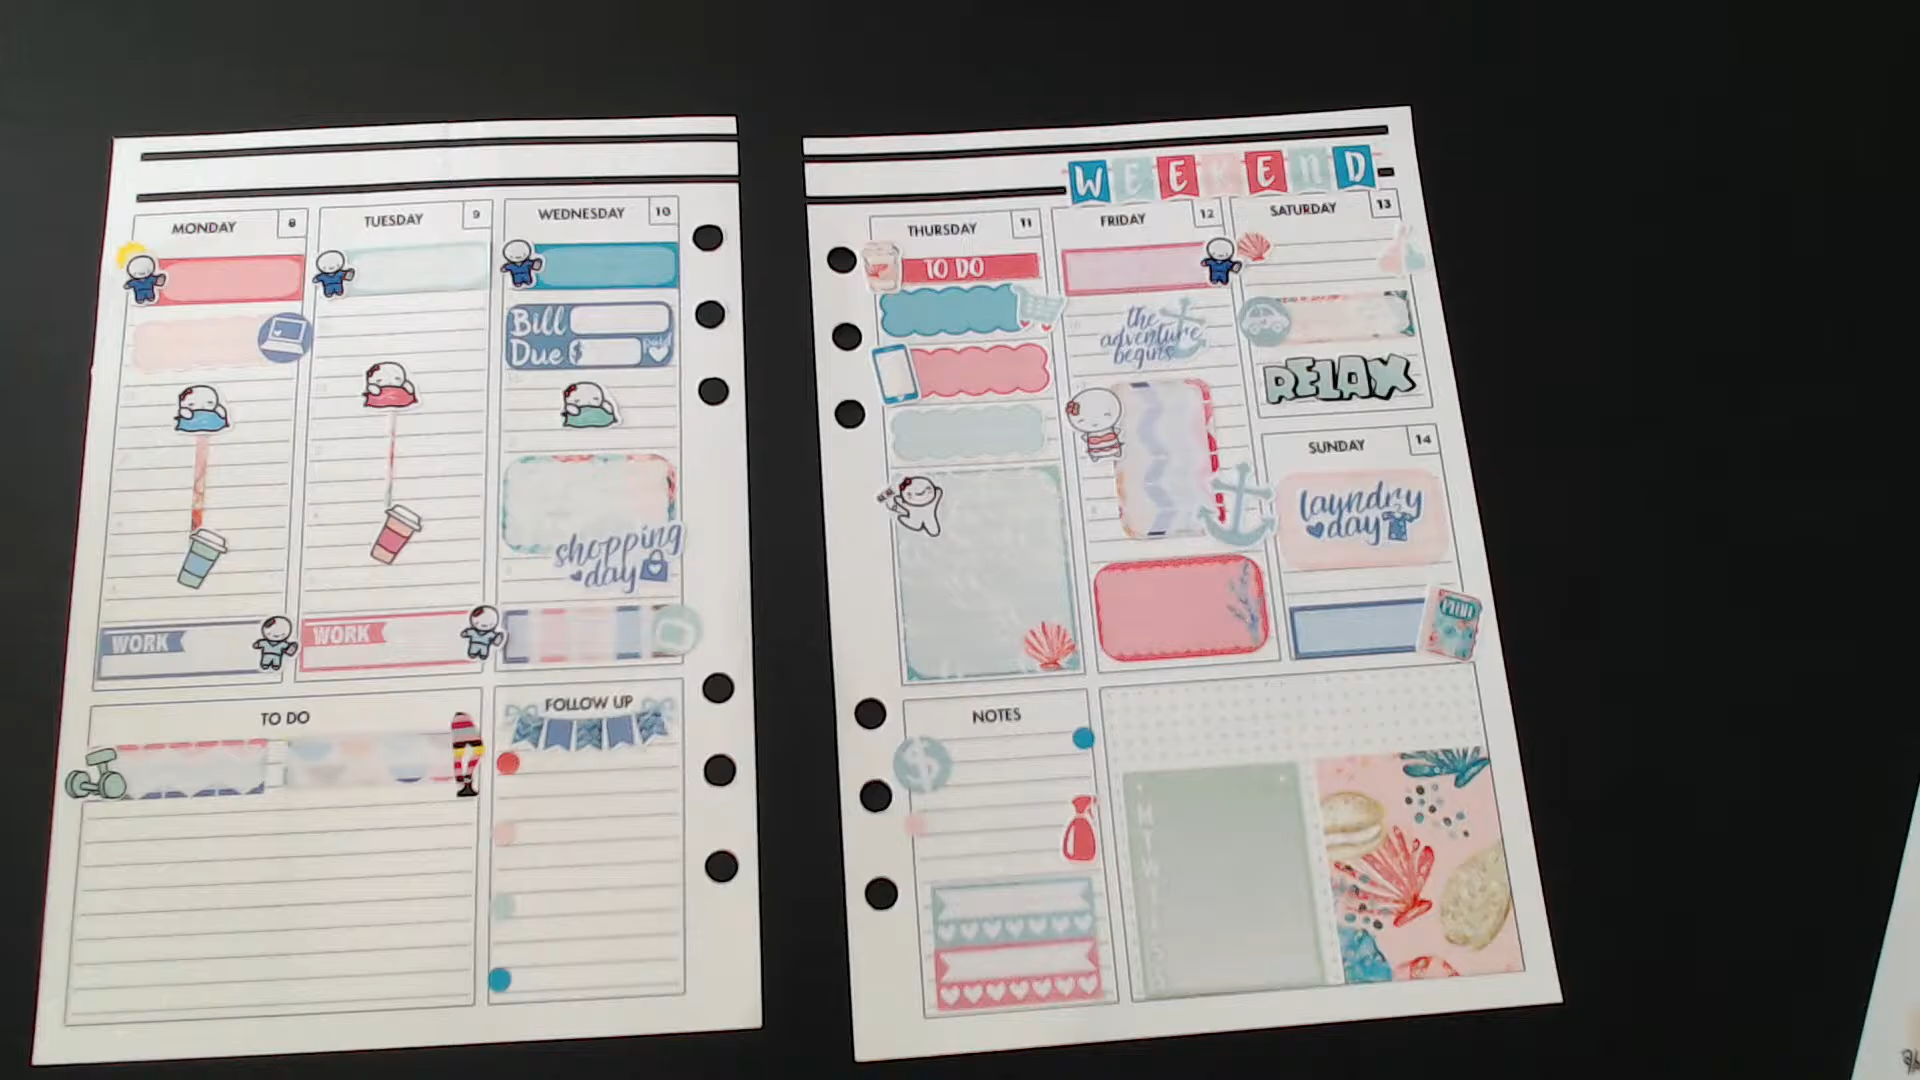 MONDAY 8
TUESDAY 9
WEDNESDAY 10
Bill
Due $
paid
shopping
day
WORK
WORK
TO DO
FOLLOW UP
WEEKEND
THURSDAY 11
FRIDAY 12
SATURDAY 13
TO DO
the
adventure
begins
RELAX
SUNDAY 14
laundry
day
NOTES
$